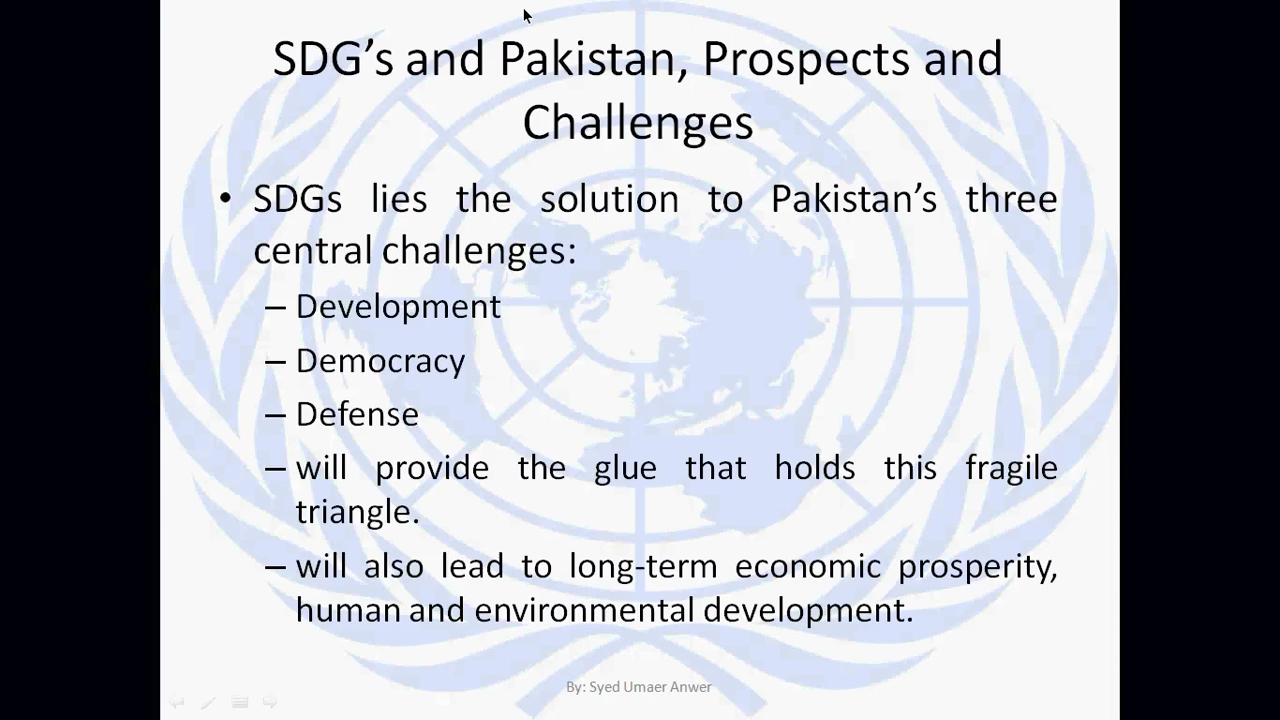 SDG’s and Pakistan, Prospects and
Challenges
• SDGs lies the solution to Pakistan’s three
central challenges:
– Development
– Democracy
– Defense
– will provide the glue that holds this fragile
triangle.
– will also lead to long-term economic prosperity,
human and environmental development.
By: Syed Umaer Anwer